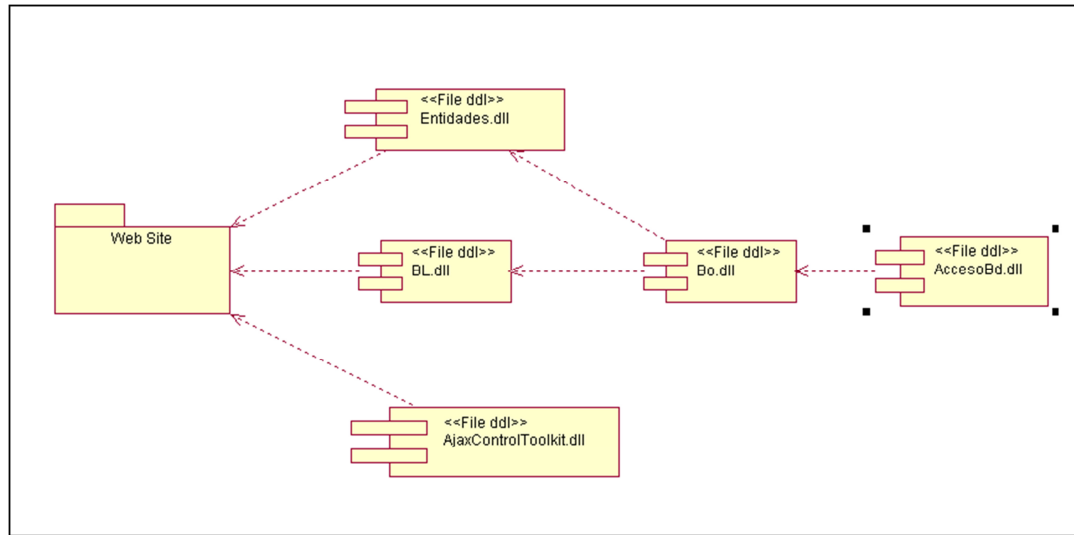 <<File ddl>>
Entidades.dll
Web Site
<<File ddl>>
BL.dll
<<File ddl>>
Bo.dll
<<File ddl>>
AccesoBd.dll
<<File ddl>>
AjaxControlToolkit.dll